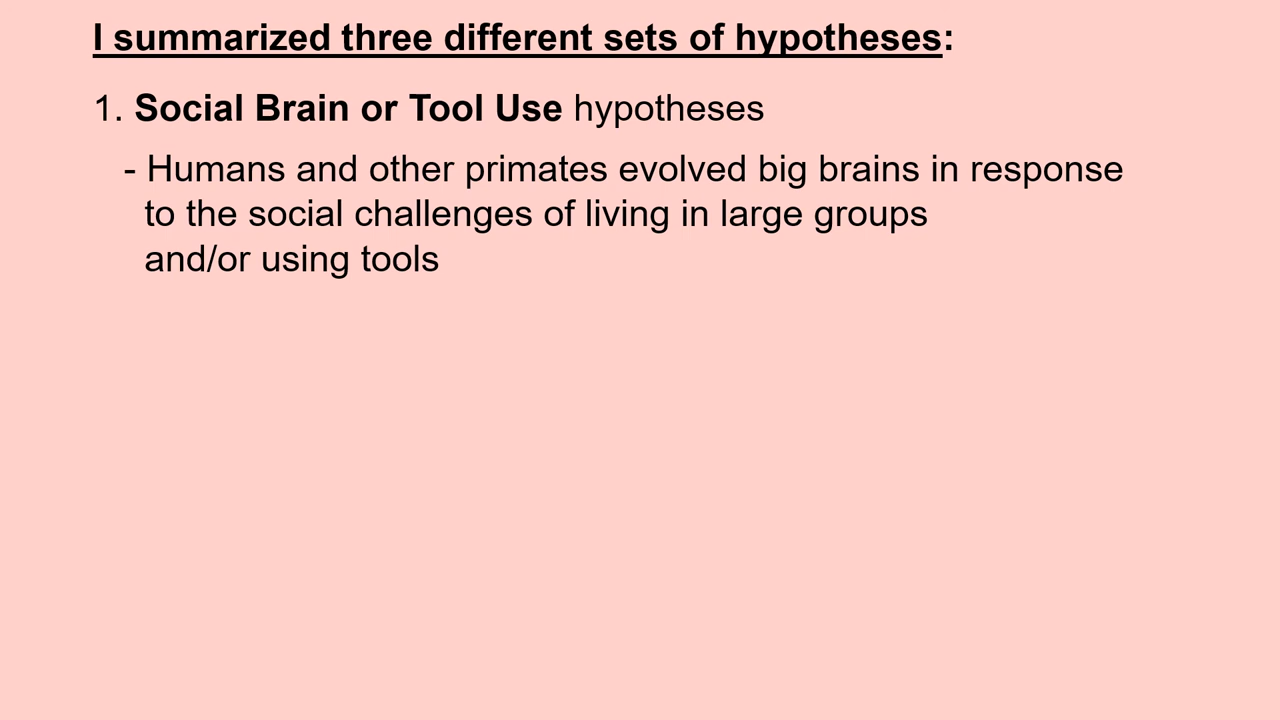 I summarized three different sets of hypotheses:
1. Social Brain or Tool Use hypotheses
- Humans and other primates evolved big brains in response
to the social challenges of living in large groups
and/or using tools